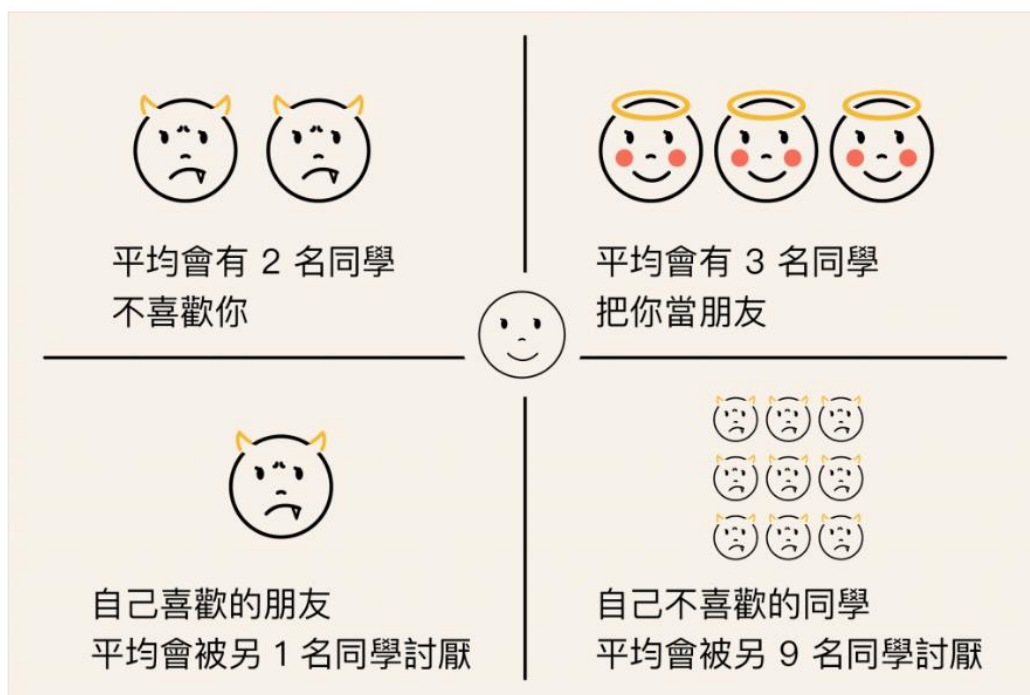 平均會有 2 名同學
不喜歡你
平均會有 3 名同學
把你當朋友
自己喜歡的朋友
平均會被另 1 名同學討厭
自己不喜歡的同學
平均會被另 9 名同學討厭